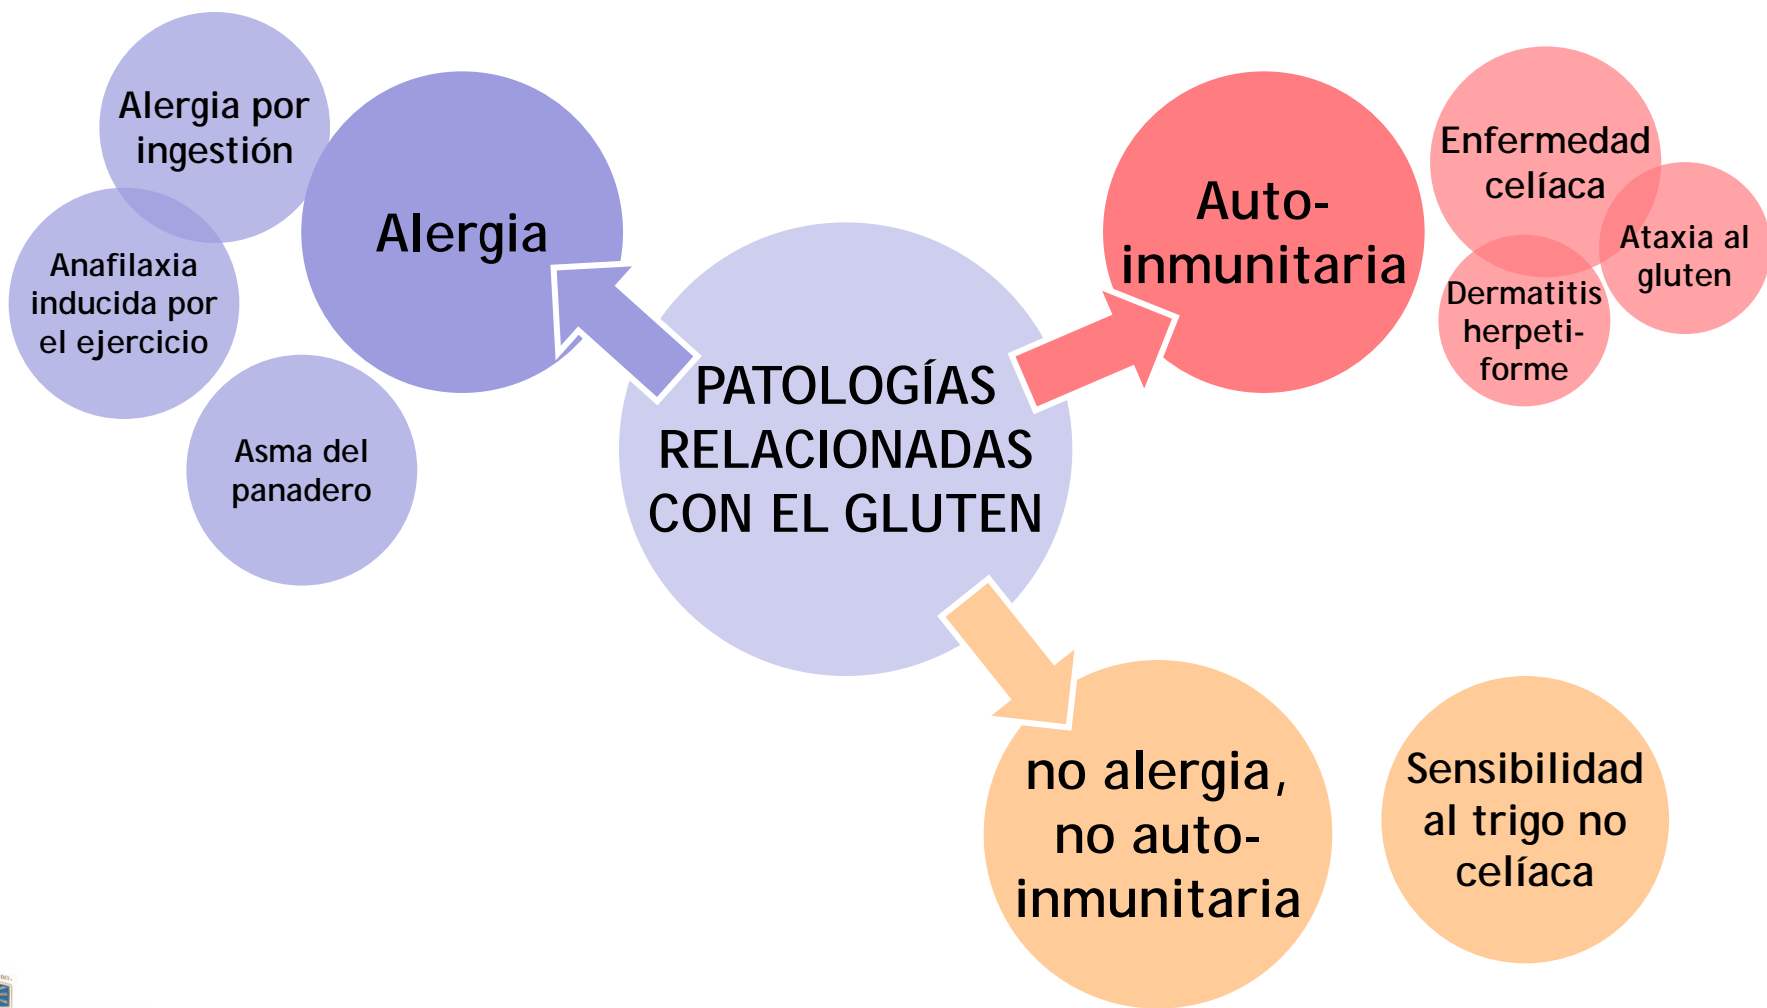 Alergia por
ingestión
Anafilaxia
inducida por
el ejercicio
Asma del
panadero
Alergia
PATOLOGÍAS
RELACIONADAS
CON EL GLUTEN
Auto-
inmunitaria
Enfermedad
celíaca
Ataxia al
gluten
Dermatitis
herpeti-
forme
no alergia,
no auto-
inmunitaria
Sensibilidad
al trigo no
celíaca